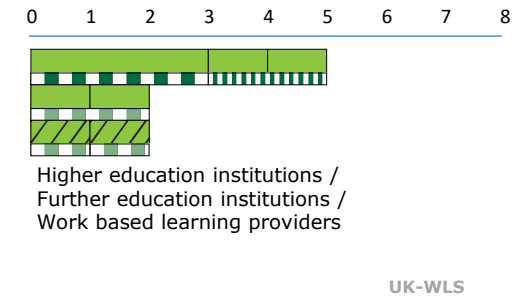 0 1 2 3 4 5 6 7 8
Higher education institutions /
Further education institutions /
Work based learning providers
UK-WLS